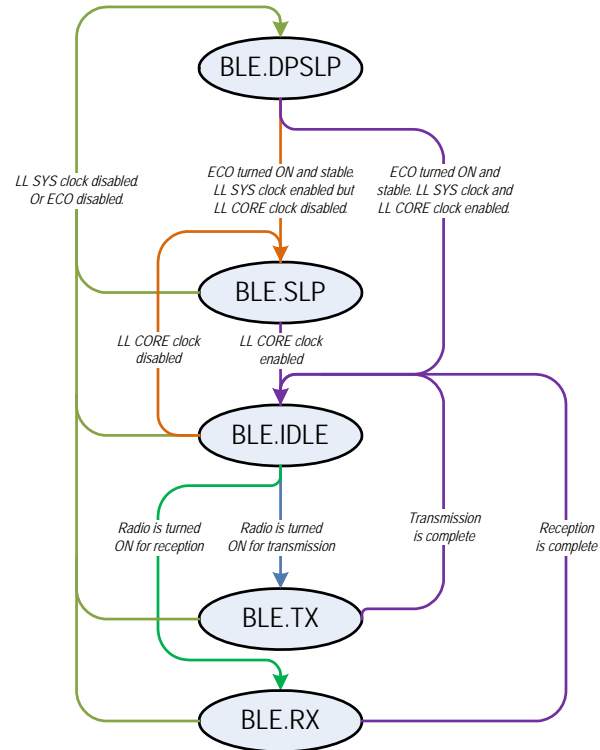 BLE.DPSLP
LL SYS clock disabled.
Or ECO disabled.
ECO turned ON and stable.
LL SYS clock enabled but
LL CORE clock disabled.
ECO turned ON and
stable. LL SYS clock and
LL CORE clock enabled.
BLE.SLP
LL CORE clock
disabled
LL CORE clock
enabled
BLE.IDLE
Radio is turned
ON for reception
Radio is turned
ON for transmission
Transmission
is complete
Reception
is complete
BLE.TX
BLE.RX